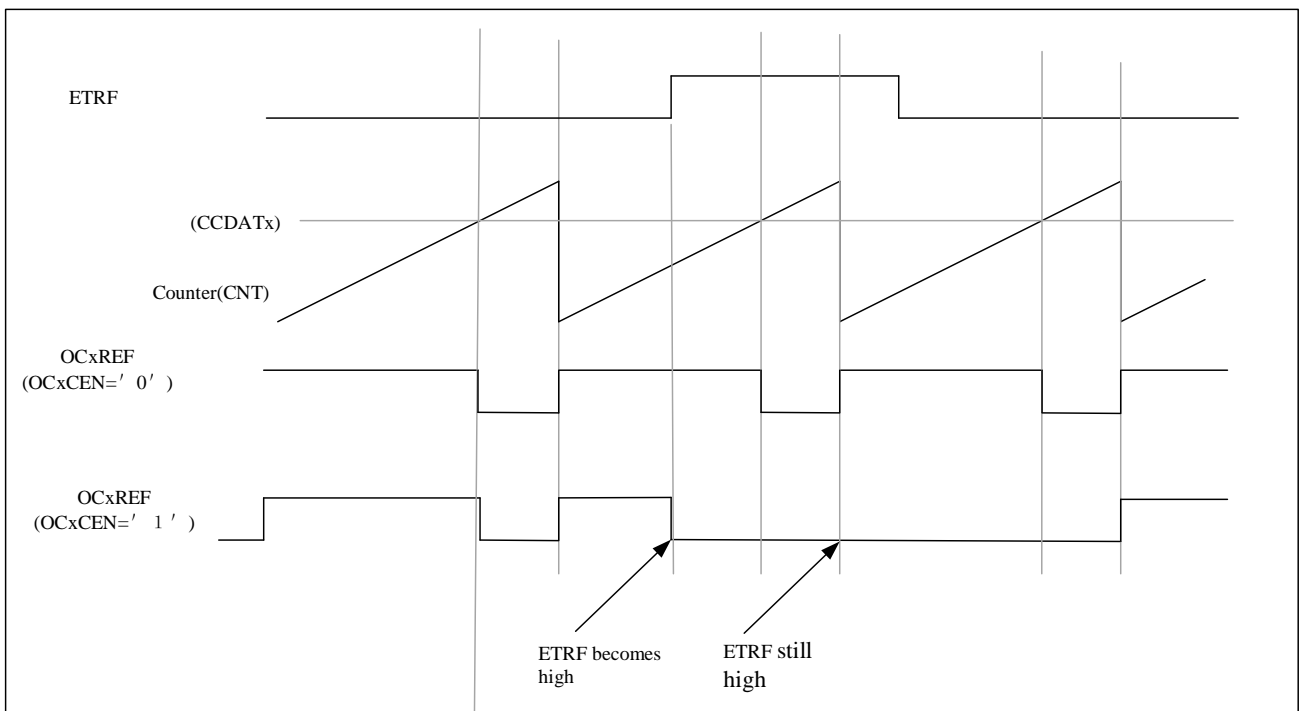 ETRF
(CCDATx)
Counter(CNT)
OCxREF
(OCxCEN=′ 0′ )
OCxREF
(OCxCEN=′ 1 ′ )
ETRF becomes
high
ETRF still
high